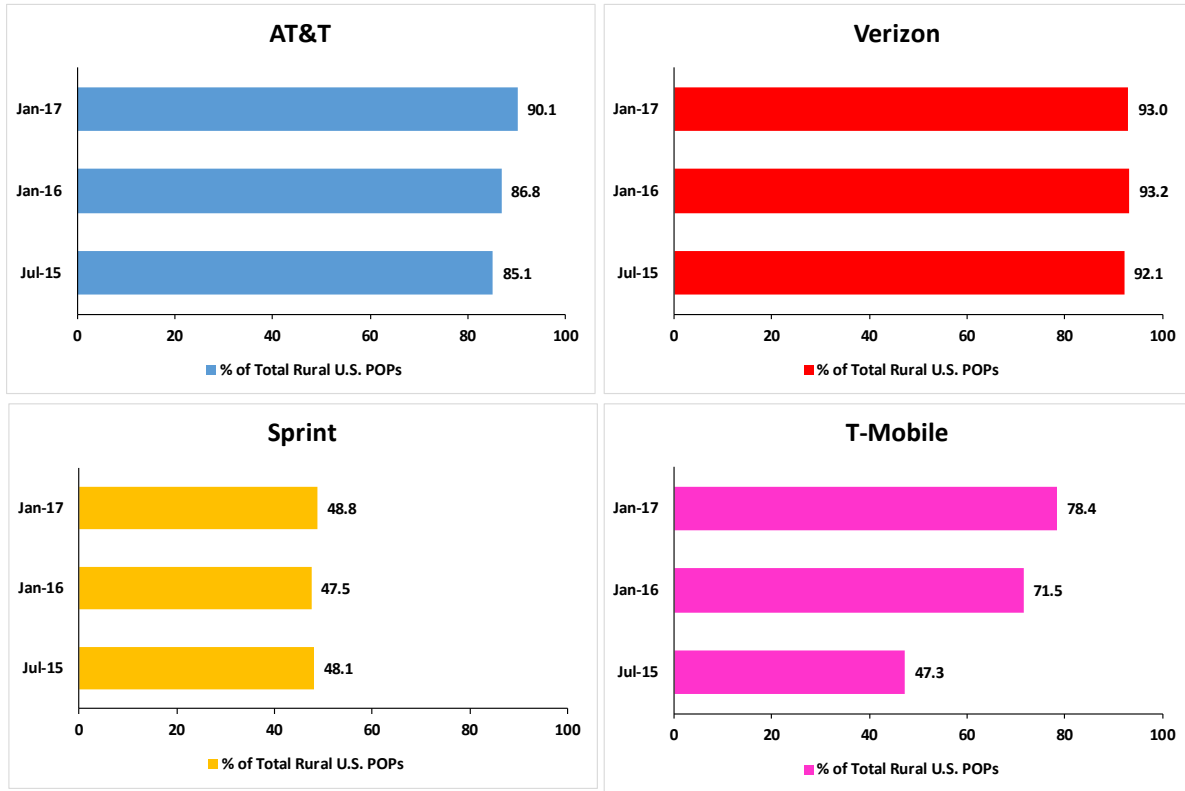 AT&T
Jan-17
90.1
Jan-16
86.8
Jul-15
85.1
0 20 40 60 80 100
% of Total Rural U.S. POPs
Verizon
Jan-17
93.0
Jan-16
93.2
Jul-15
92.1
0 20 40 60 80 100
% of Total Rural U.S. POPs
Sprint
Jan-17
48.8
Jan-16
47.5
Jul-15
48.1
0 20 40 60 80 100
% of Total Rural U.S. POPs
T-Mobile
Jan-17
78.4
Jan-16
71.5
Jul-15
47.3
0 20 40 60 80 100
% of Total Rural U.S. POPs